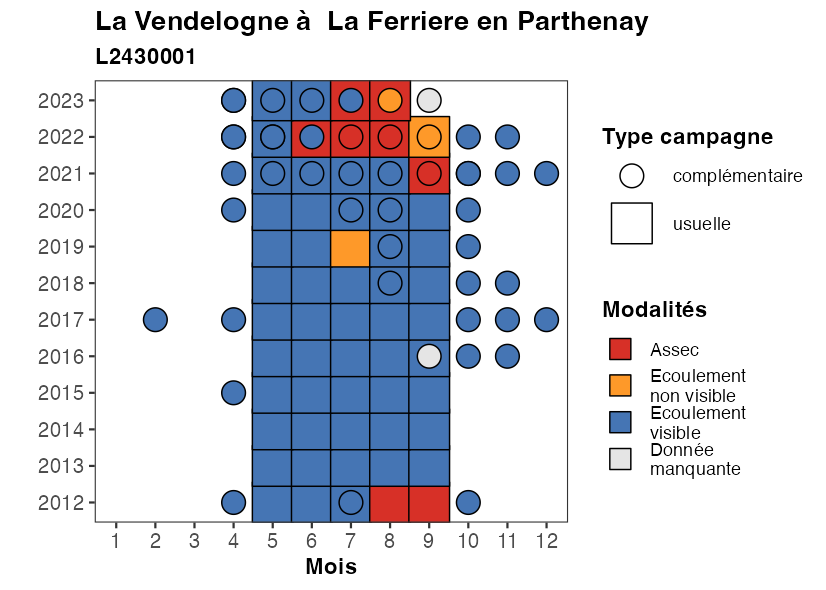 La Vendelogne à  La Ferriere en Parthenay
L2430001
2023
2022
2021
2020
2019
2018
2017
2016
2015
2014
2013
2012
1 2 3 4 5 6 7 8 9 10 11 12
Mois
Type campagne
complémentaire
usuelle
Modalités
Assec
Ecoulement
non visible
Ecoulement
visible
Donnée
manquante